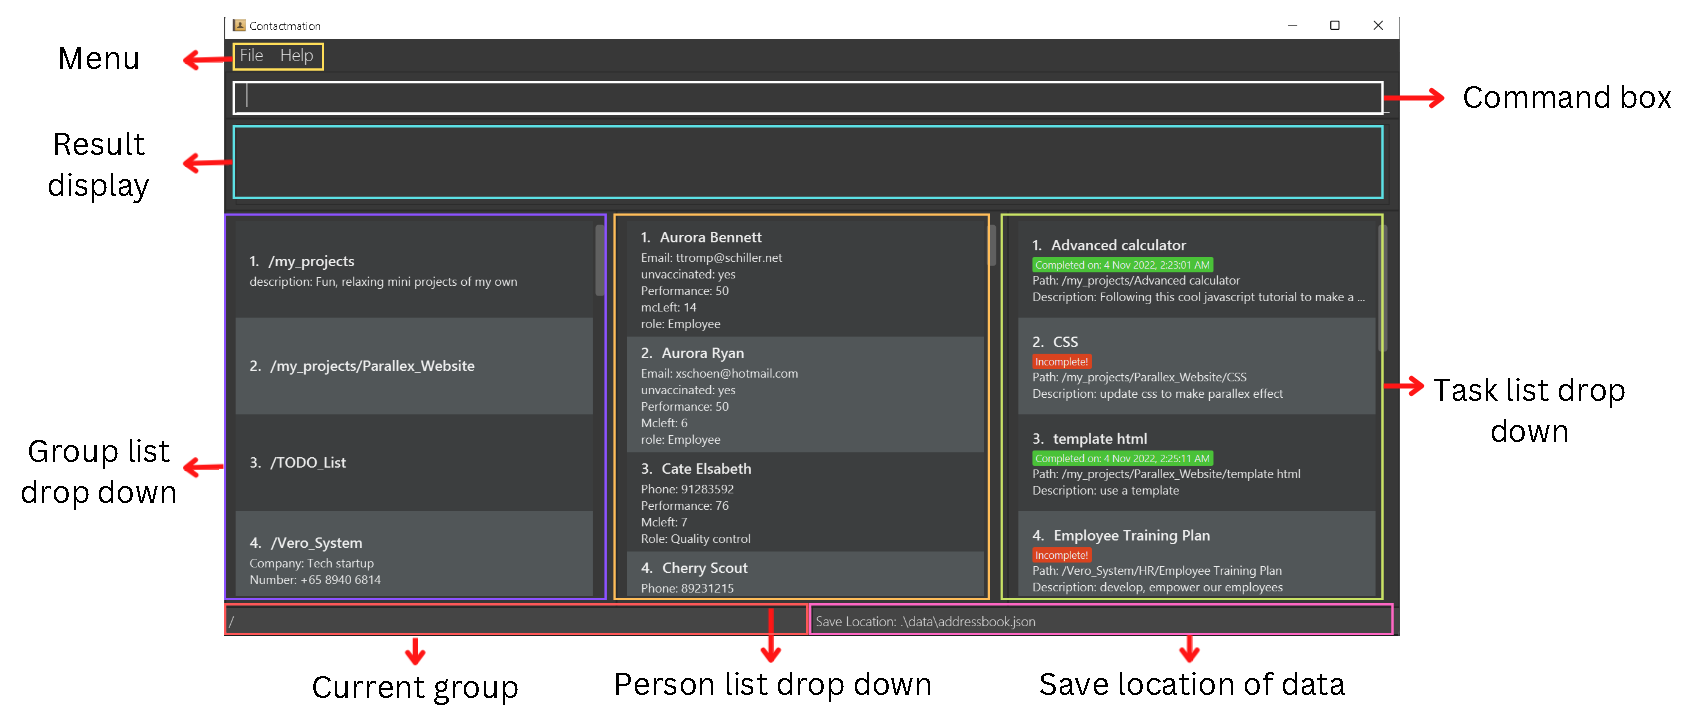 Contactmation
Menu
File Help
Command box
Result
display
1. /my_projects
description: Fun, relaxing mini projects of my own
2. /my_projects/Parallex_Website
3. /TODO_List
4. /Vero_System
Company: Tech startup
Number: +65 8940 6814
1. Aurora Bennett
Email: ttromp@schiller.net
unvaccinated: yes
Performance: 50
mcLeft: 14
role: Employee
2. Aurora Ryan
Email: xschoen@hotmail.com
unvaccinated: yes
Performance: 50
Mcleft: 6
role: Employee
3. Cate Elsabeth
Phone: 91283592
Performance: 76
Mcleft: 7
Role: Quality control
4. Cherry Scout
Phone: 89231215
1. Advanced calculator
Completed on: 4 Nov 2022, 2:23:01 AM
Path: /my_projects/Advanced calculator
Description: Following this cool javascript tutorial to make a ...
2. CSS
Incomplete!
Path: /my_projects/Parallex_Website/CSS
Description: update css to make parallex effect
3. template html
Completed on: 4 Nov 2022, 2:25:11 AM
Path: /my_projects/Parallex_Website/template html
Description: use a template
4. Employee Training Plan
Incomplete!
Path: /Vero_System/HR/Employee Training Plan
Description: develop, empower our employees
Group list
drop down
Task list drop
down
/
Save Location: .\data\addressbook.json
Current group
Person list drop down
Save location of data